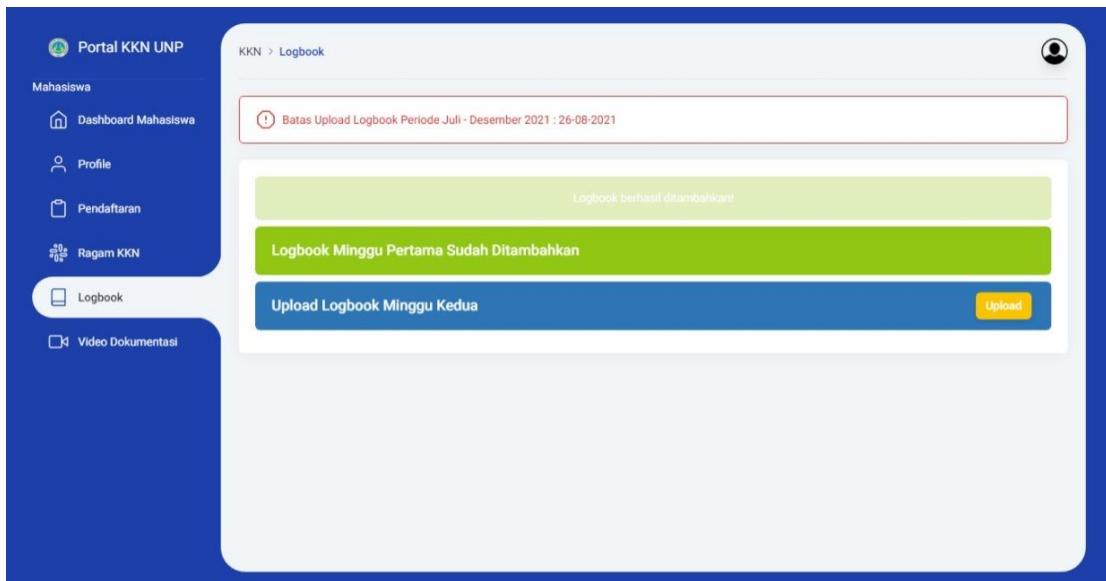 Portal KKN UNP
Mahasiswa
Dashboard Mahasiswa
Profile
Pendaftaran
Ragam KKN
Logbook
Video Dokumentasi
KKN > Logbook
Batas Upload Logbook Periode Juli - Desember 2021 : 26-08-2021
Logbook berhasil ditambahkan!
Logbook Minggu Pertama Sudah Ditambahkan
Upload Logbook Minggu Kedua
Upload